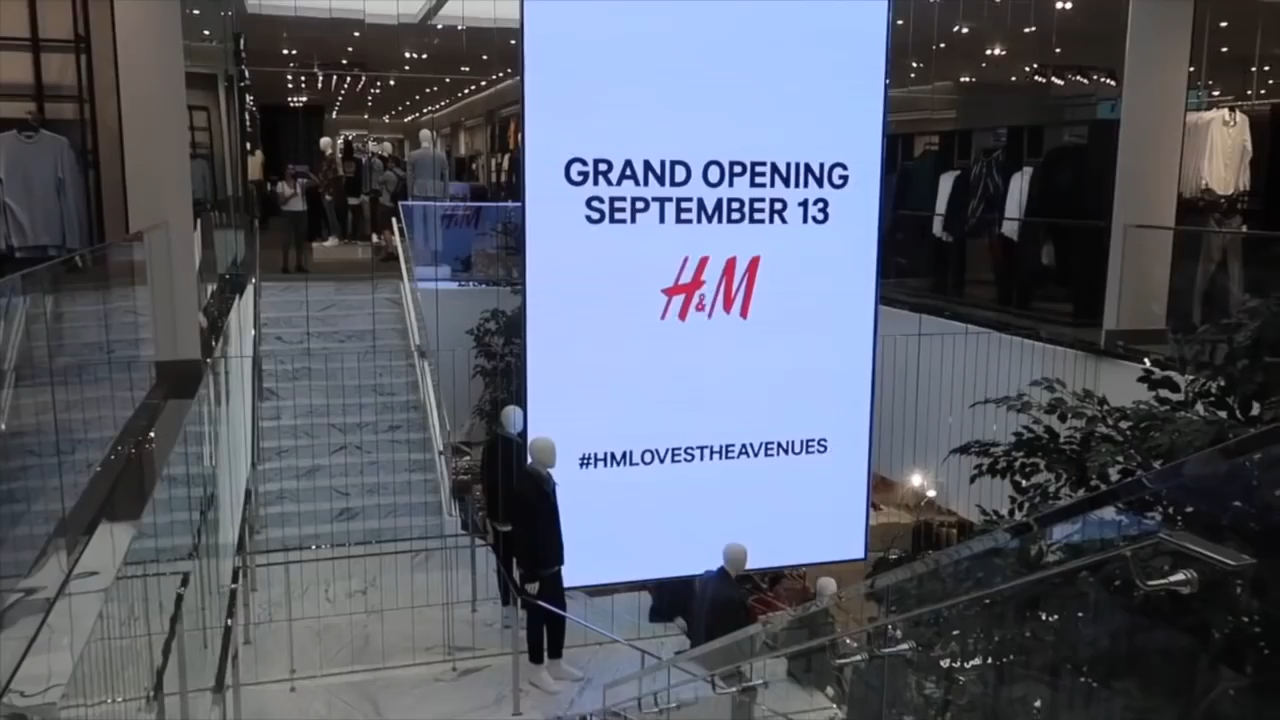 GRAND OPENING
SEPTEMBER 13
H&M
#HMLOVESTHEAVENUES
H&M